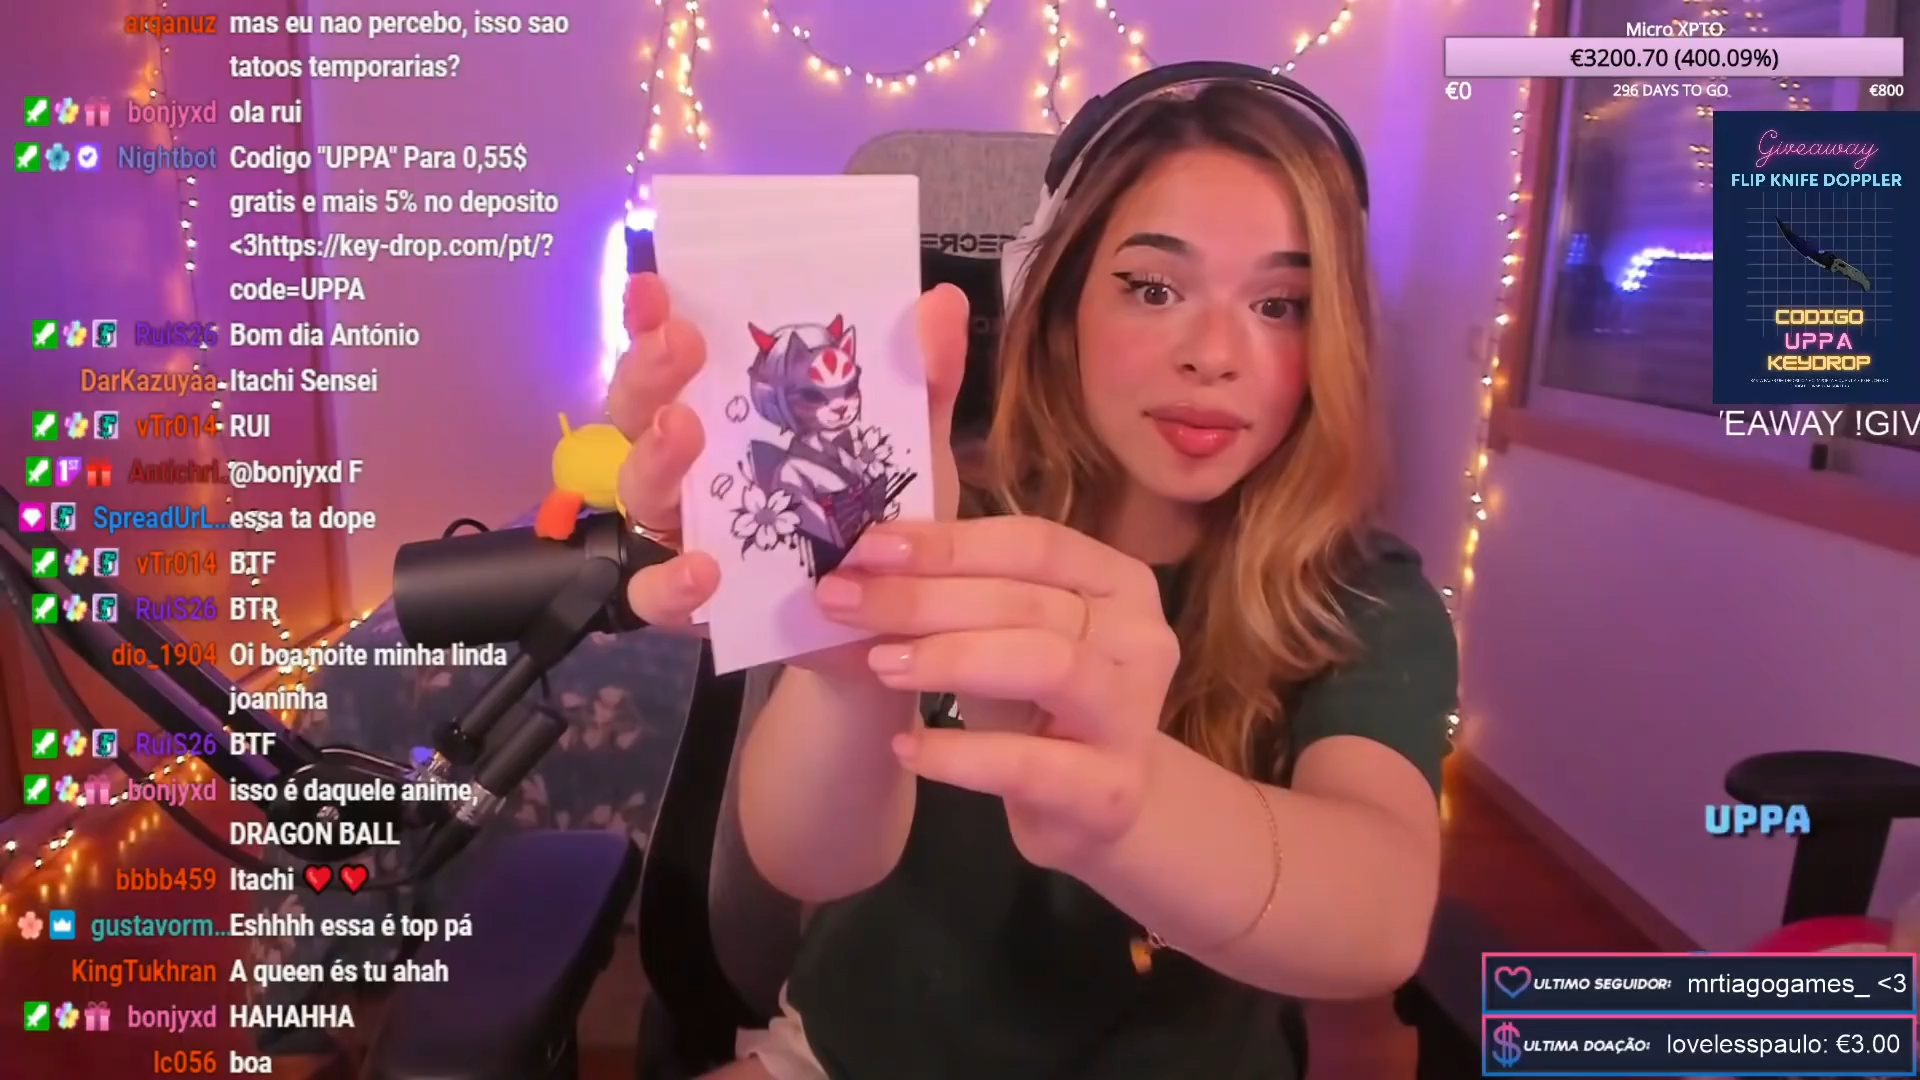 arganuz mas eu nao percebo, isso sao
tatoos temporarias?
bonjyxd ola rui
Nightbot Codigo "UPPA" Para 0,55$
gratis e mais 5% no deposito
<3https://key-drop.com/pt/?
code=UPPA
RuiS26 Bom dia António
DarKazuyaa Itachi Sensei
vTr014 RUI
1ST Antichri... @bonjyxd F
SpreadUrL... essa ta dope
vTr014 BTF
RuiS26 BTR
dio_1904 Oi boa noite minha linda
joaninha
RuiS26 BTF
bonjyxd isso é daquele anime,
DRAGON BALL
bbbb459 Itachi
gustavorm... Eshhhh essa é top pá
KingTukhran A queen és tu ahah
bonjyxd HAHAHHA
lc056 boa
Micro XPTO
€3200.70 (400.09%)
€0 296 DAYS TO GO €800
Giveaway
FLIP KNIFE DOPPLER
CODIGO
UPPA
KEYDROP
EAWAY !GIV
UPPA
ULTIMO SEGUIDOR: mrtiagogames_ <3
ULTIMA DOAÇÃO: lovelesspaulo: €3.00